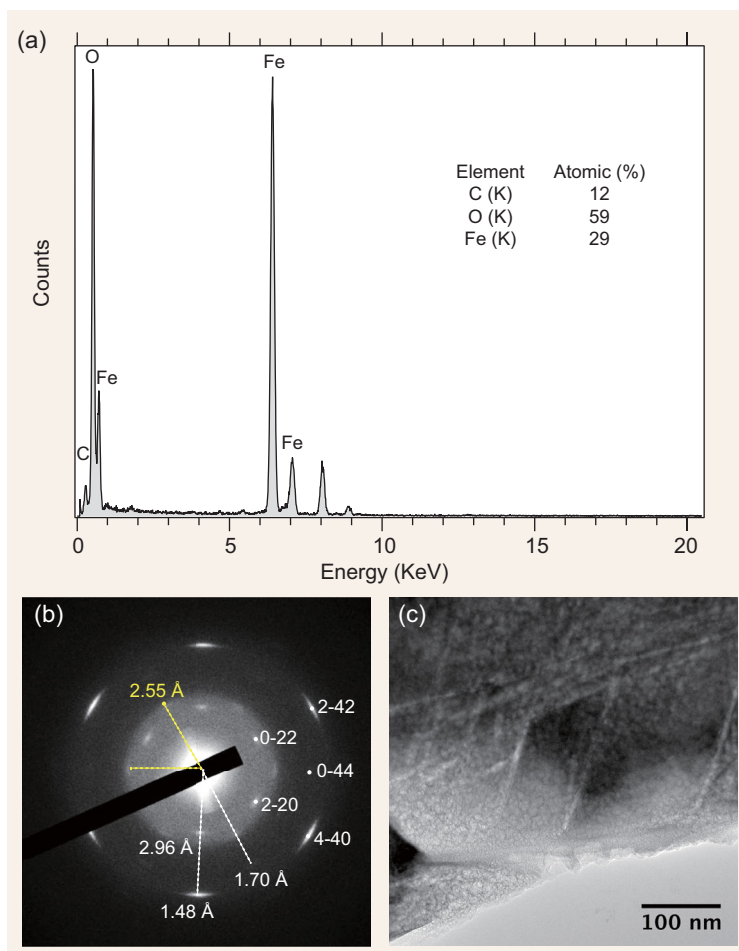 (a)
O
Fe
Element Atomic (%)
C (K) 12
O (K) 59
Fe (K) 29
Counts
Fe
C
Fe
0 5 10 15 20
Energy (KeV)
(b)
2.55 Å
2-42
0-22
0-44
2-20
4-40
2.96 Å
1.70 Å
1.48 Å
(c)
100 nm